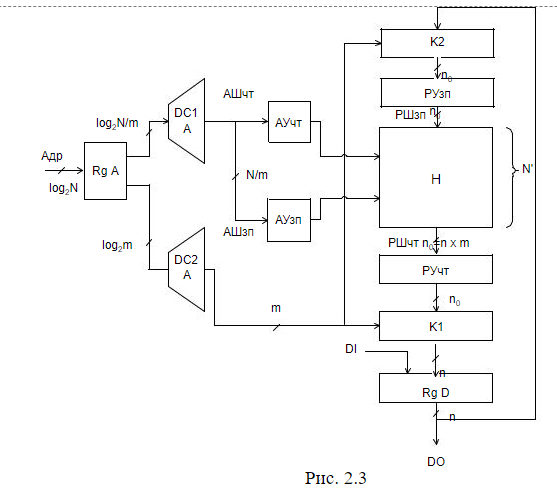 K2
n₀
РУзп
РШзп n₀
АШчт
DC1
A
log₂N/m
АУчт
Адр
Rg A
log₂N
N/m
H
N'
АУзп
АШзп
log₂m
DC2
A
РШчт n₀=n x m
РУчт
n₀
m
K1
DI
n
Rg D
n
DO
Рис. 2.3